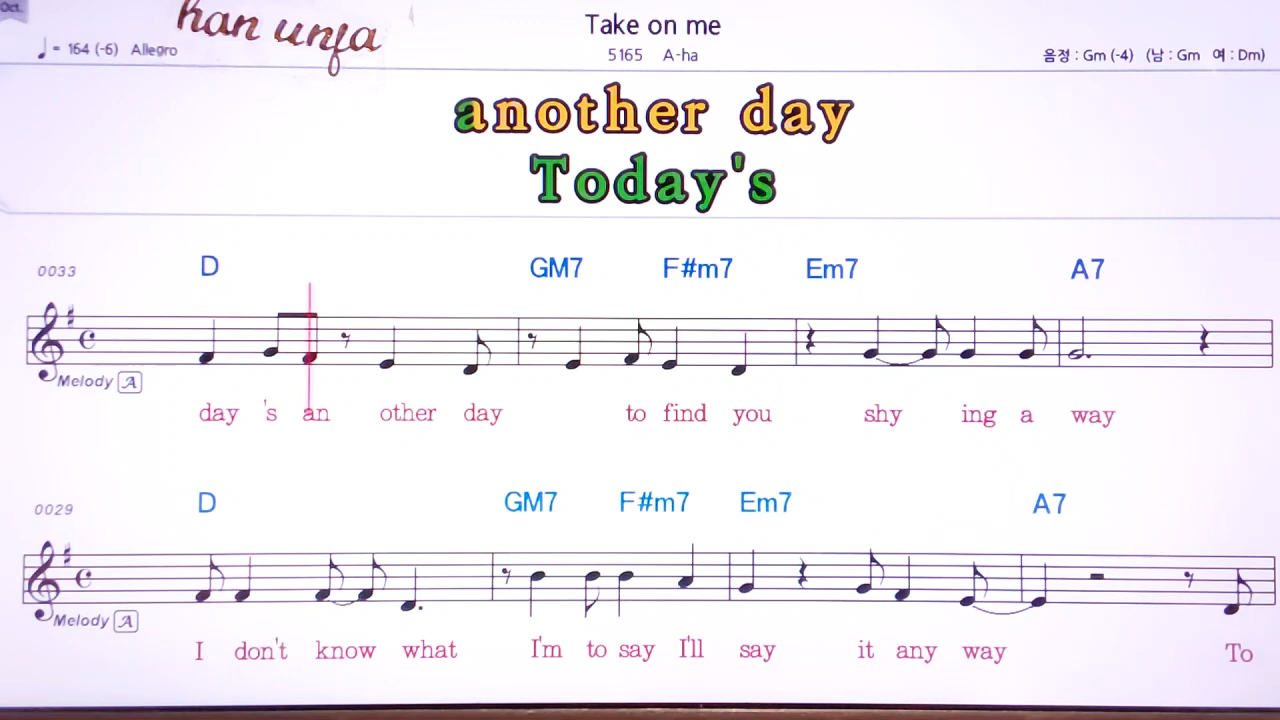 Oct.
han unfa
Take on me
♩= 164 (-6) Allegro
5165 A-ha
음정 : Gm (-4) (남 : Gm 여 : Dm)
another day
Today's
0033
D GM7 F#m7 Em7 A7
Melody A
day 's an other day to find you shy ing a way
0029
D GM7 F#m7 Em7 A7
Melody A
I don't know what I'm to say I'll say it any way To